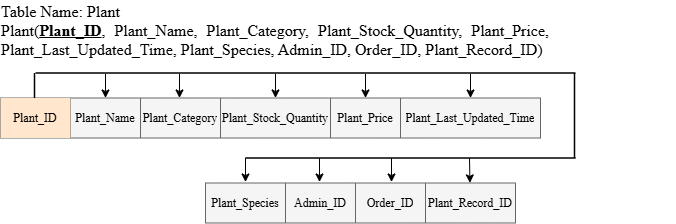 Table Name: Plant
Plant(Plant_ID, Plant_Name, Plant_Category, Plant_Stock_Quantity, Plant_Price,
Plant_Last_Updated_Time, Plant_Species, Admin_ID, Order_ID, Plant_Record_ID)
Plant_ID Plant_Name Plant_Category Plant_Stock_Quantity Plant_Price Plant_Last_Updated_Time
Plant_Species Admin_ID Order_ID Plant_Record_ID